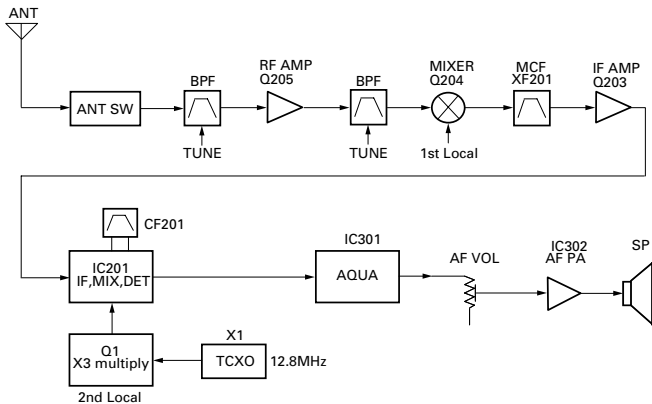 ANT
ANT SW
BPF
TUNE
RF AMP
Q205
BPF
TUNE
MIXER
Q204
1st Local
MCF
XF201
IF AMP
Q203
CF201
IC201
IF,MIX,DET
IC301
AQUA
AF VOL
IC302
AF PA
SP
Q1
X3 multiply
2nd Local
X1
TCXO
12.8MHz